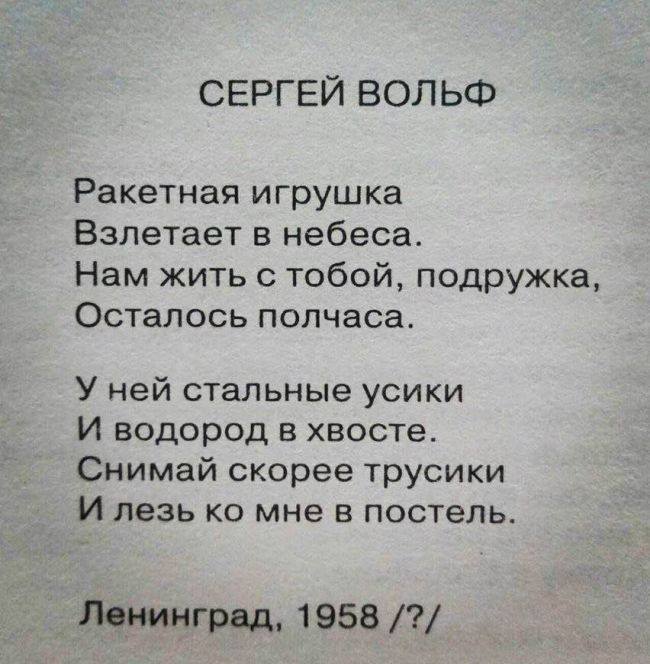 СЕРГЕЙ ВОЛЬФ
Ракетная игрушка
Взлетает в небеса.
Нам жить с тобой, подружка,
Осталось полчаса.
У ней стальные усики
И водород в хвосте.
Снимай скорее трусики
И лезь ко мне в постель.
Ленинград, 1958 /?/